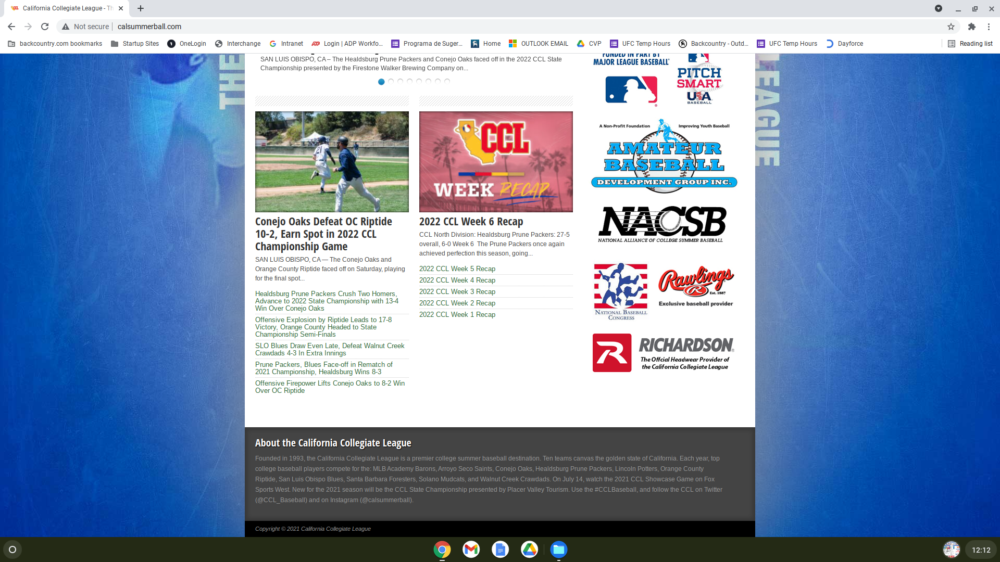 California Collegiate League - Th
Not secure
calsummerball.com
backcountry.com bookmarks
Startup Sites
OneLogin
Interchange
Intranet
Login | ADP Workfo...
Programa de Suger...
Home
OUTLOOK EMAIL
CVP
UFC Temp Hours
Backcountry - Outd...
UFC Temp Hours
Dayforce
Reading list
THE
LEAGUE
SAN LUIS OBISPO, CA – The Healdsburg Prune Packers and Conejo Oaks faced off in the 2022 CCL State
Championship presented by the Firestone Walker Brewing Company on...
Conejo Oaks Defeat OC Riptide
10-2, Earn Spot in 2022 CCL
Championship Game
SAN LUIS OBISPO, CA — The Conejo Oaks and
Orange County Riptide faced off on Saturday, playing
for the final spot...
Healdsburg Prune Packers Crush Two Homers,
Advance to 2022 State Championship with 13-4
Win Over Conejo Oaks
Offensive Explosion by Riptide Leads to 17-8
Victory, Orange County Headed to State
Championship Semi-Finals
SLO Blues Draw Even Late, Defeat Walnut Creek
Crawdads 4-3 In Extra Innings
Prune Packers, Blues Face-off in Rematch of
2021 Championship, Healdsburg Wins 8-3
Offensive Firepower Lifts Conejo Oaks to 8-2 Win
Over OC Riptide
CCL
WEEK RECAP
2022 CCL Week 6 Recap
CCL North Division: Healdsburg Prune Packers: 27-5
overall, 6-0 Week 6  The Prune Packers once again
achieved perfection this season, going...
2022 CCL Week 5 Recap
2022 CCL Week 4 Recap
2022 CCL Week 3 Recap
2022 CCL Week 2 Recap
2022 CCL Week 1 Recap
FUNDED IN PART BY
MAJOR LEAGUE BASEBALL
PITCH
SMART
USA
BASEBALL
A Non-Profit Foundation
Improving Youth Baseball
AMATEUR
BASEBALL
DEVELOPMENT GROUP INC.
NACSB
NATIONAL ALLIANCE OF COLLEGE SUMMER BASEBALL
NATIONAL BASEBALL
CONGRESS
Rawlings
Est. 1887
Exclusive baseball provider
R
RICHARDSON
The Offcial Headwear Provider of
the California Collegiate League
About the California Collegiate League
Founded in 1993, the California Collegiate League is a premier college summer baseball destination. Ten teams canvas the golden state of California. Each year, top
college baseball players compete for the: MLB Academy Barons, Arroyo Seco Saints, Conejo Oaks, Healdsburg Prune Packers, Lincoln Potters, Orange County
Riptide, San Luis Obispo Blues, Santa Barbara Foresters, Solano Mudcats, and Walnut Creek Crawdads. On July 14, watch the 2021 CCL Showcase Game on Fox
Sports West. New for the 2021 season will be the CCL State Championship presented by Placer Valley Tourism. Use the #CCLBaseball, and follow the CCL on Twitter
(@CCL_Baseball) and on Instagram (@calsummerball).
Copyright © 2021 California Collegiate League
12:12